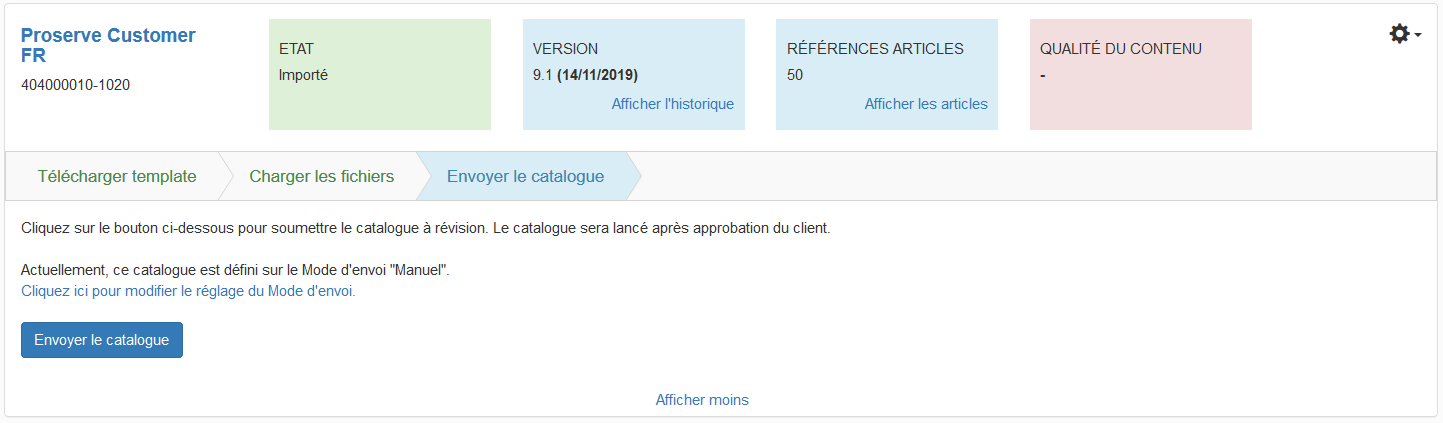 Proserve Customer
FR
404000010-1020
ETAT
Importé
VERSION
9.1 (14/11/2019)
Afficher l'historique
RÉFÉRENCES ARTICLES
50
Afficher les articles
QUALITÉ DU CONTENU
-
Télécharger template
Charger les fichiers
Envoyer le catalogue
Cliquez sur le bouton ci-dessous pour soumettre le catalogue à révision. Le catalogue sera lancé après approbation du client.
Actuellement, ce catalogue est défini sur le Mode d'envoi "Manuel".
Cliquez ici pour modifier le réglage du Mode d'envoi.
Envoyer le catalogue
Afficher moins